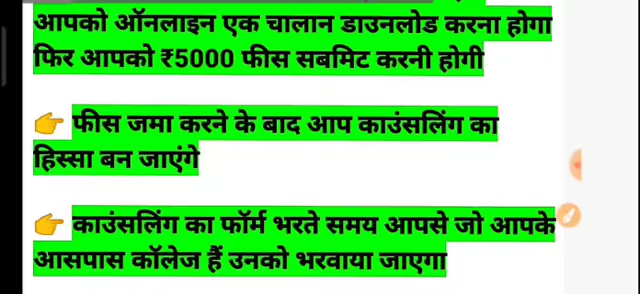 आपको ऑनलाइन एक चालान डाउनलोड करना होगा
फिर आपको ₹5000 फीस सबमिट करनी होगी
👉 फीस जमा करने के बाद आप काउंसलिंग का
हिस्सा बन जाएंगे
👉 काउंसलिंग का फॉर्म भरते समय आपसे जो आपके
आसपास कॉलेज हैं उनको भरवाया जाएगा